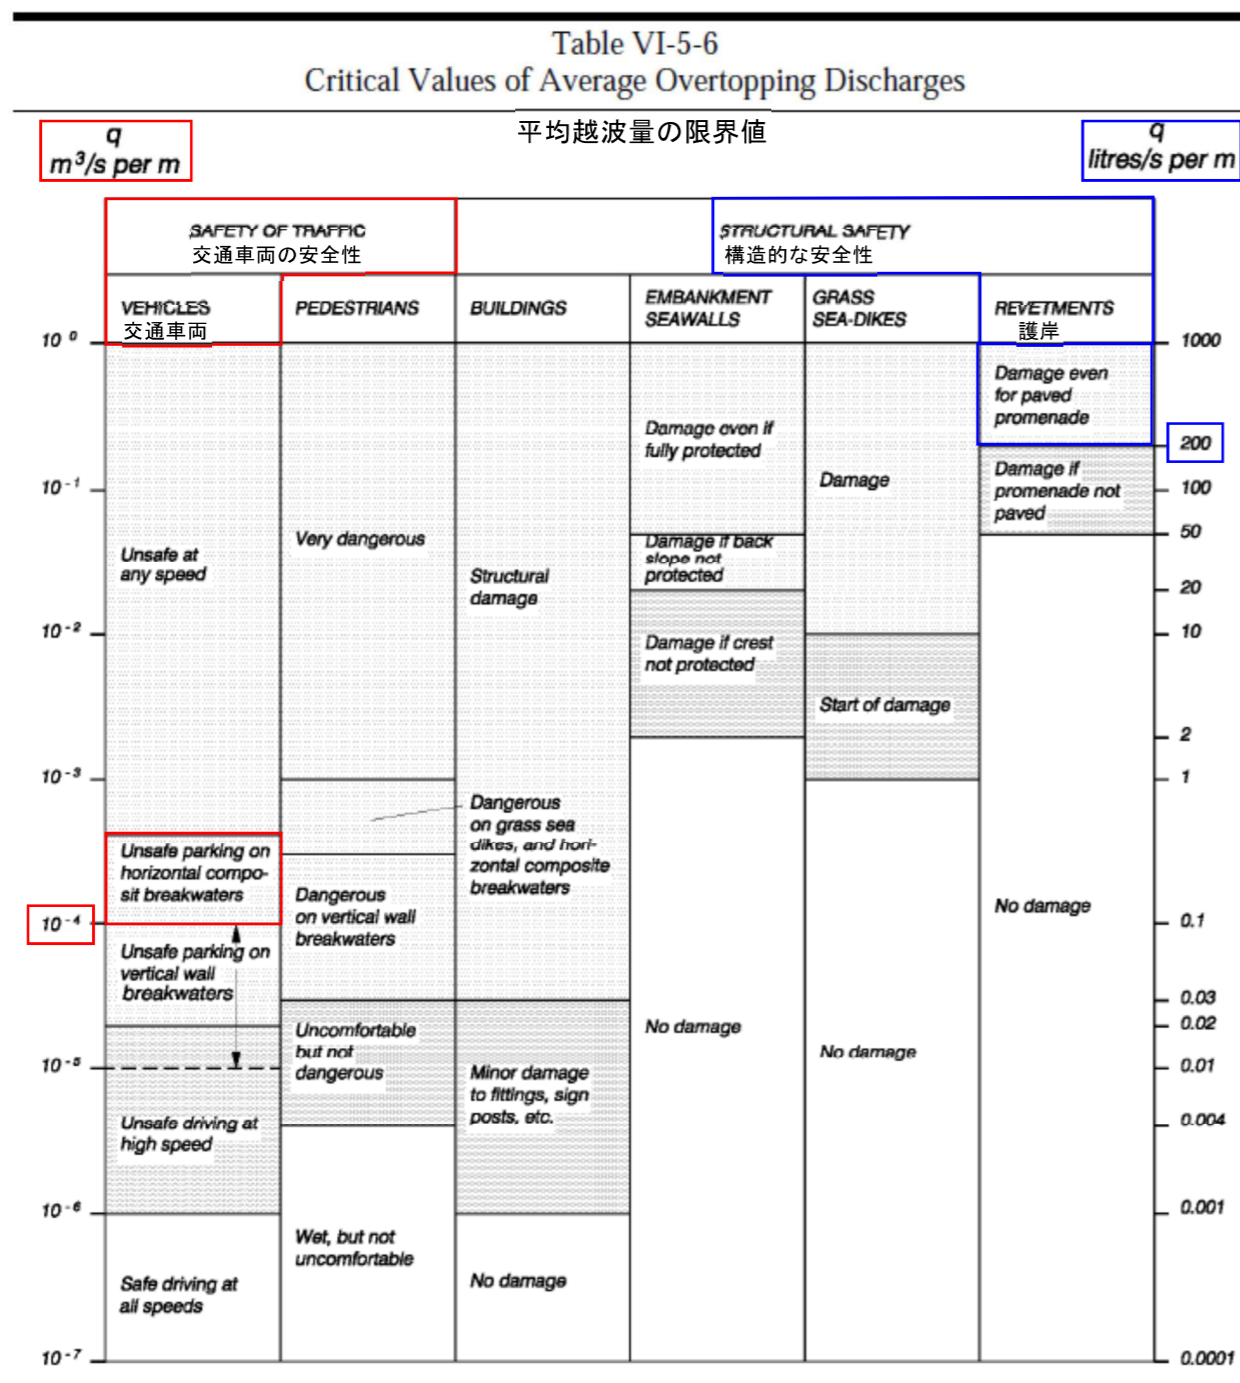 Table VI-5-6
Critical Values of Average Overtopping Discharges
平均越波量の限界値
q
m³/s per m
q
litres/s per m
SAFETY OF TRAFFIC
交通車両の安全性
STRUCTURAL SAFETY
構造的な安全性
VEHICLES
交通車両
PEDESTRIANS
BUILDINGS
EMBANKMENT
SEAWALLS
GRASS
SEA-DIKES
REVETMENTS
護岸
10⁰
10⁻¹
10⁻²
10⁻³
10⁻⁴
10⁻⁵
10⁻⁶
10⁻⁷
Unsafe at
any speed
Unsafe parking on
horizontal compo-
sit breakwaters
Unsafe parking on
vertical wall
breakwaters
Unsafe driving at
high speed
Safe driving at
all speeds
Very dangerous
Dangerous
on grass sea
dikes, and hori-
zontal composite
breakwaters
Dangerous
on vertical wall
breakwaters
Uncomfortable
but not
dangerous
Wet, but not
uncomfortable
Structural
damage
Minor damage
to fittings, sign
posts, etc.
No damage
Damage even if
fully protected
Damage if back
slope not
protected
Damage if crest
not protected
No damage
Damage
Start of damage
No damage
Damage even
for paved
promenade
Damage if
promenade not
paved
No damage
1000
200
100
50
20
10
2
1
0.1
0.03
0.02
0.01
0.004
0.001
0.0001